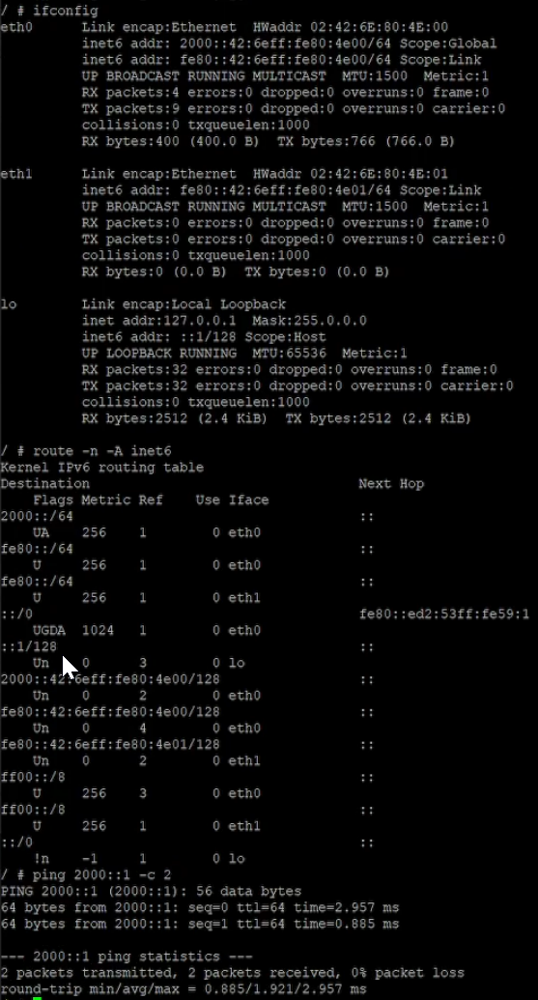 / # ifconfig
eth0      Link encap:Ethernet  HWaddr 02:42:6E:80:4E:00
          inet6 addr: 2000::42:6eff:fe80:4e00/64 Scope:Global
          inet6 addr: fe80::42:6eff:fe80:4e00/64 Scope:Link
          UP BROADCAST RUNNING MULTICAST  MTU:1500  Metric:1
          RX packets:4 errors:0 dropped:0 overruns:0 frame:0
          TX packets:9 errors:0 dropped:0 overruns:0 carrier:0
          collisions:0 txqueuelen:1000
          RX bytes:400 (400.0 B)  TX bytes:766 (766.0 B)

eth1      Link encap:Ethernet  HWaddr 02:42:6E:80:4E:01
          inet6 addr: fe80::42:6eff:fe80:4e01/64 Scope:Link
          UP BROADCAST RUNNING MULTICAST  MTU:1500  Metric:1
          RX packets:0 errors:0 dropped:0 overruns:0 frame:0
          TX packets:0 errors:0 dropped:0 overruns:0 carrier:0
          collisions:0 txqueuelen:1000
          RX bytes:0 (0.0 B)  TX bytes:0 (0.0 B)

lo        Link encap:Local Loopback
          inet addr:127.0.0.1  Mask:255.0.0.0
          inet6 addr: ::1/128 Scope:Host
          UP LOOPBACK RUNNING  MTU:65536  Metric:1
          RX packets:32 errors:0 dropped:0 overruns:0 frame:0
          TX packets:32 errors:0 dropped:0 overruns:0 carrier:0
          collisions:0 txqueuelen:1000
          RX bytes:2512 (2.4 KiB)  TX bytes:2512 (2.4 KiB)

/ # route -n -A inet6
Kernel IPv6 routing table
Destination                                 Next Hop
    Flags Metric Ref    Use Iface
2000::/64                                   ::
    UA    256    1        0 eth0
fe80::/64                                   ::
    U     256    1        0 eth0
fe80::/64                                   ::
    U     256    1        0 eth1
::/0                                        fe80::ed2:53ff:fe59:1
    UGDA  1024   1        0 eth0
::1/128                                     ::
    Un    0      3        0 lo
2000::42:6eff:fe80:4e00/128                 ::
    Un    0      2        0 eth0
fe80::42:6eff:fe80:4e00/128                 ::
    Un    0      4        0 eth0
fe80::42:6eff:fe80:4e01/128                 ::
    Un    0      2        0 eth1
ff00::/8                                    ::
    U     256    3        0 eth0
ff00::/8                                    ::
    U     256    1        0 eth1
::/0                                        ::
    !n    -1     1        0 lo
/ # ping 2000::1 -c 2
PING 2000::1 (2000::1): 56 data bytes
64 bytes from 2000::1: seq=0 ttl=64 time=2.957 ms
64 bytes from 2000::1: seq=1 ttl=64 time=0.885 ms

--- 2000::1 ping statistics ---
2 packets transmitted, 2 packets received, 0% packet loss
round-trip min/avg/max = 0.885/1.921/2.957 ms